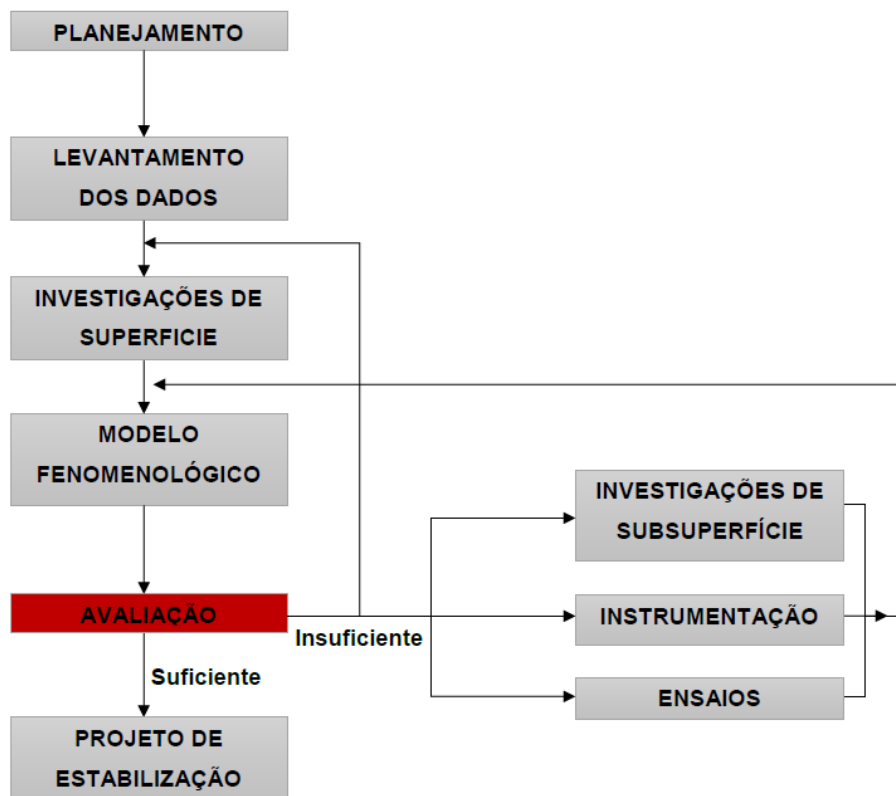 PLANEJAMENTO
LEVANTAMENTO
DOS DADOS
INVESTIGAÇÕES DE
SUPERFICIE
MODELO
FENOMENOLÓGICO
INVESTIGAÇÕES DE
SUBSUPERFÍCIE
AVALIAÇÃO
Insuficiente
INSTRUMENTAÇÃO
Suficiente
ENSAIOS
PROJETO DE
ESTABILIZAÇÃO